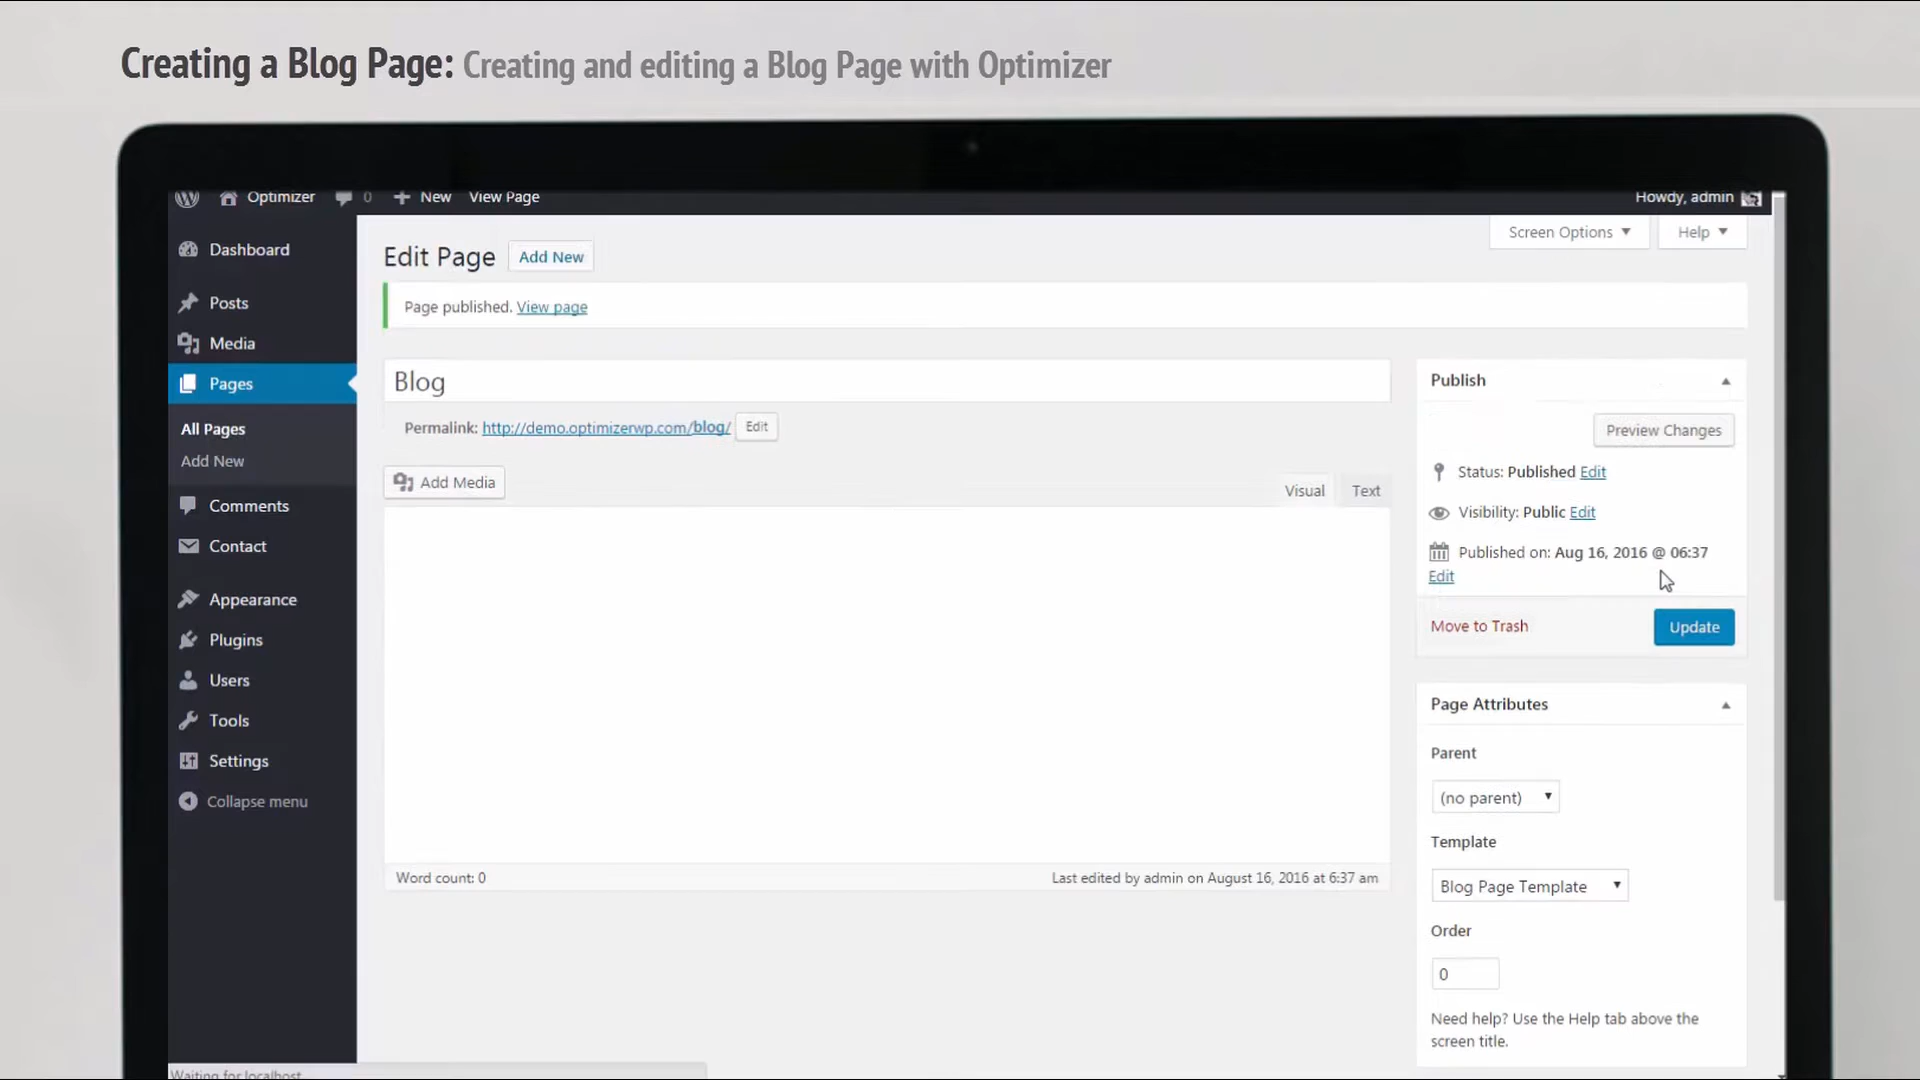 Creating a Blog Page: Creating and editing a Blog Page with Optimizer
Optimizer 0 New View Page Howdy, admin
Screen Options Help
Edit Page Add New
Page published. View page
Dashboard
Posts
Media
Pages
All Pages
Add New
Comments
Contact
Appearance
Plugins
Users
Tools
Settings
Collapse menu
Blog
Permalink: http://demo.optimizerwp.com/blog/ Edit
Add Media
Visual Text
Word count: 0
Last edited by admin on August 16, 2016 at 6:37 am
Publish
Preview Changes
Status: Published Edit
Visibility: Public Edit
Published on: Aug 16, 2016 @ 06:37
Edit
Move to Trash Update
Page Attributes
Parent
(no parent)
Template
Blog Page Template
Order
0
Need help? Use the Help tab above the
screen title.
Waiting for localhost...